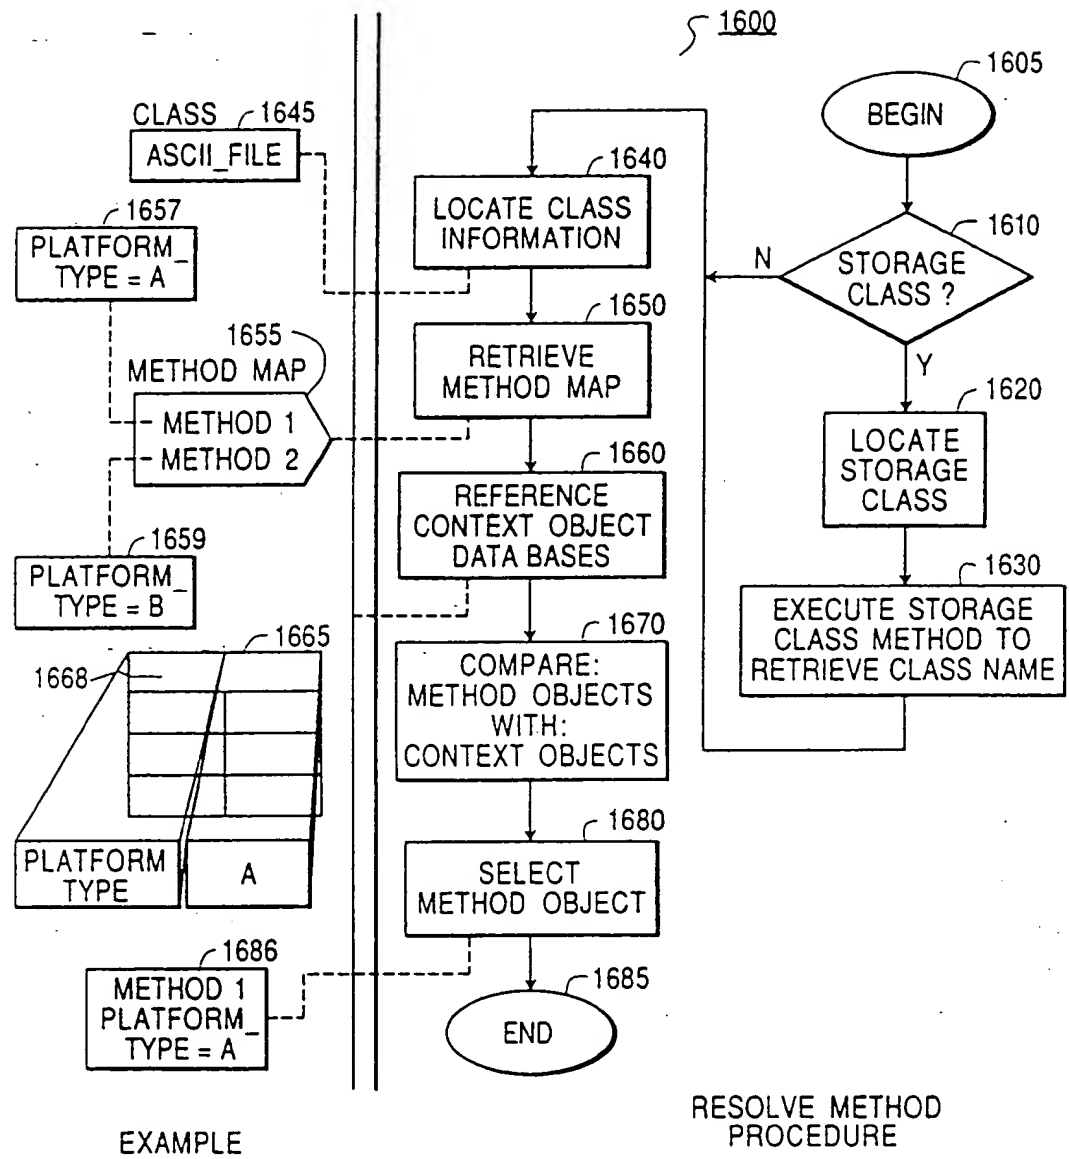 1600
1605
BEGIN
CLASS
1645
ASCII_FILE
1640
LOCATE CLASS
INFORMATION
1657
PLATFORM_
TYPE = A
1610
STORAGE
CLASS ?
N
Y
1650
RETRIEVE
METHOD MAP
1655
METHOD MAP
METHOD 1
METHOD 2
1620
LOCATE
STORAGE
CLASS
1660
REFERENCE
CONTEXT OBJECT
DATA BASES
1659
PLATFORM_
TYPE = B
1630
EXECUTE STORAGE
CLASS METHOD TO
RETRIEVE CLASS NAME
1665
1668
1670
COMPARE:
METHOD OBJECTS
WITH:
CONTEXT OBJECTS
PLATFORM
TYPE
A
1680
SELECT
METHOD OBJECT
1686
METHOD 1
PLATFORM_
TYPE = A
1685
END
EXAMPLE
RESOLVE METHOD
PROCEDURE